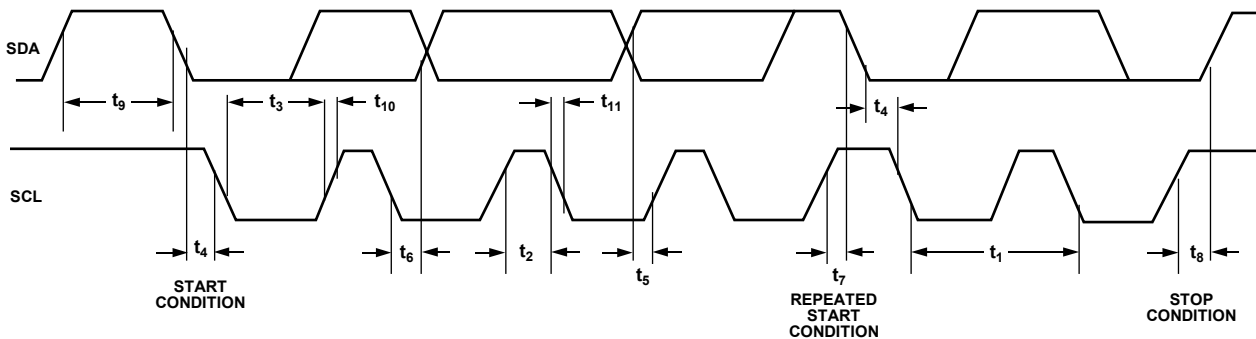 SDA
t9
t3
t10
t11
t4
SCL
t4
t6
t2
t5
t7
t1
t8
START
CONDITION
REPEATED
START
CONDITION
STOP
CONDITION